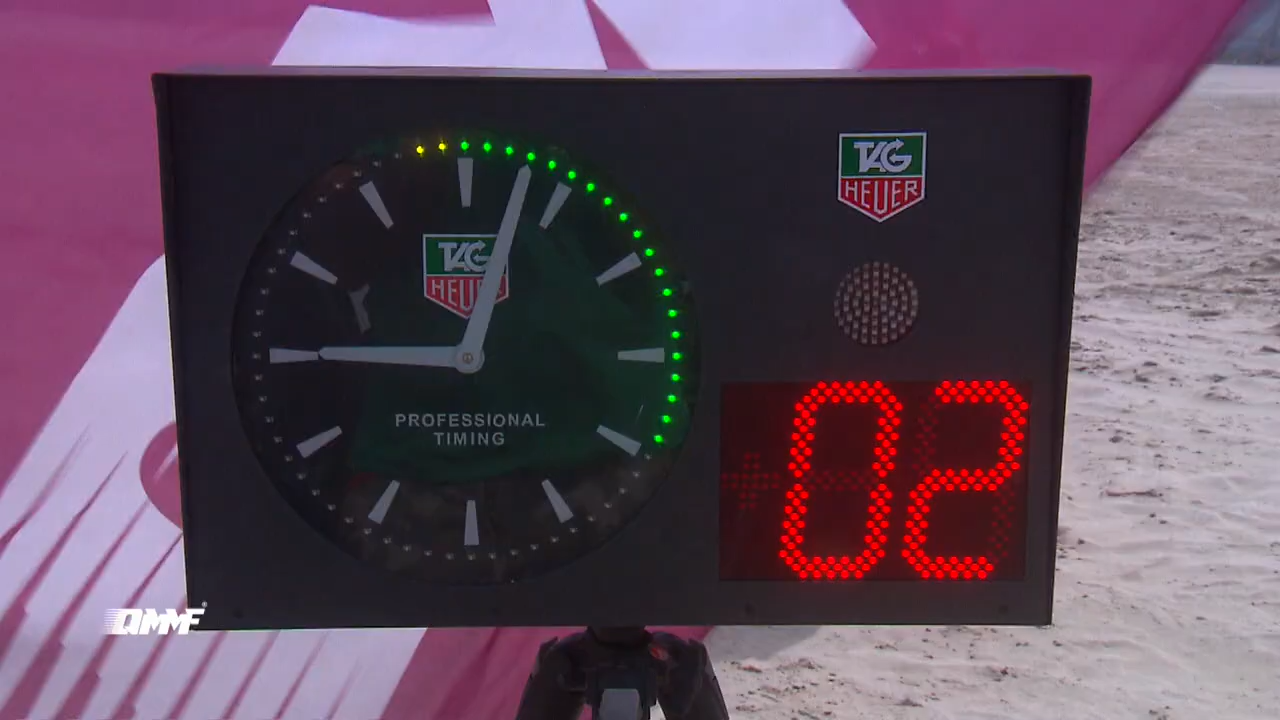 TAG
HEUER
TAG
HEUER
PROFESSIONAL
TIMING
02
QMMF